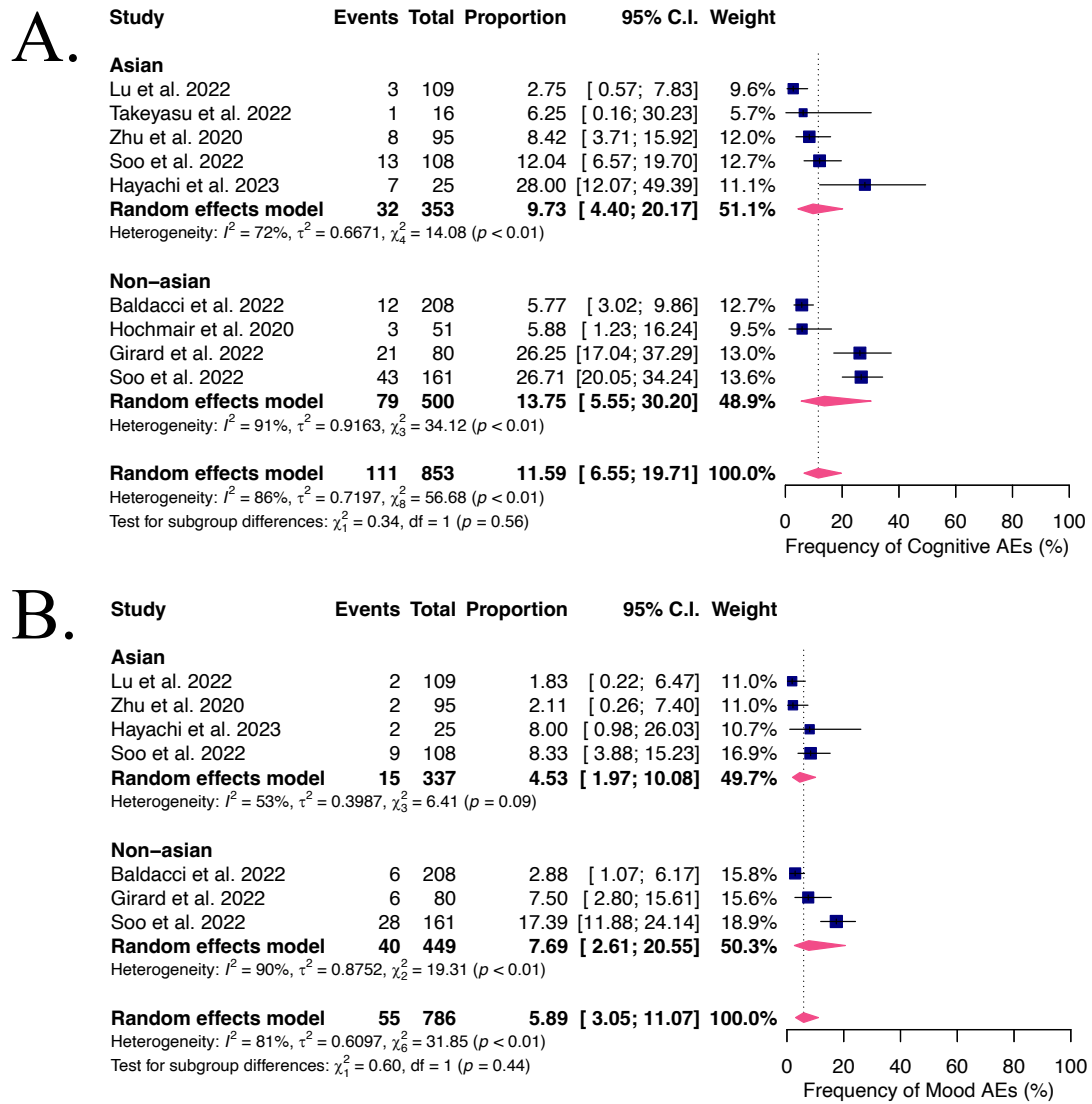 A.
Study Events Total Proportion 95% C.I. Weight
Asian
Lu et al. 2022 3 109 2.75 [ 0.57; 7.83] 9.6%
Takeyasu et al. 2022 1 16 6.25 [ 0.16; 30.23] 5.7%
Zhu et al. 2020 8 95 8.42 [ 3.71; 15.92] 12.0%
Soo et al. 2022 13 108 12.04 [ 6.57; 19.70] 12.7%
Hayachi et al. 2023 7 25 28.00 [12.07; 49.39] 11.1%
Random effects model 32 353 9.73 [ 4.40; 20.17] 51.1%
Heterogeneity: I² = 72%, τ² = 0.6671, χ²₄ = 14.08 (p < 0.01)
Non−asian
Baldacci et al. 2022 12 208 5.77 [ 3.02; 9.86] 12.7%
Hochmair et al. 2020 3 51 5.88 [ 1.23; 16.24] 9.5%
Girard et al. 2022 21 80 26.25 [17.04; 37.29] 13.0%
Soo et al. 2022 43 161 26.71 [20.05; 34.24] 13.6%
Random effects model 79 500 13.75 [ 5.55; 30.20] 48.9%
Heterogeneity: I² = 91%, τ² = 0.9163, χ²₃ = 34.12 (p < 0.01)
Random effects model 111 853 11.59 [ 6.55; 19.71] 100.0%
Heterogeneity: I² = 86%, τ² = 0.7197, χ²₈ = 56.68 (p < 0.01)
Test for subgroup differences: χ²₁ = 0.34, df = 1 (p = 0.56)
0 20 40 60 80 100
Frequency of Cognitive AEs (%)
B.
Study Events Total Proportion 95% C.I. Weight
Asian
Lu et al. 2022 2 109 1.83 [ 0.22; 6.47] 11.0%
Zhu et al. 2020 2 95 2.11 [ 0.26; 7.40] 11.0%
Hayachi et al. 2023 2 25 8.00 [ 0.98; 26.03] 10.7%
Soo et al. 2022 9 108 8.33 [ 3.88; 15.23] 16.9%
Random effects model 15 337 4.53 [ 1.97; 10.08] 49.7%
Heterogeneity: I² = 53%, τ² = 0.3987, χ²₃ = 6.41 (p = 0.09)
Non−asian
Baldacci et al. 2022 6 208 2.88 [ 1.07; 6.17] 15.8%
Girard et al. 2022 6 80 7.50 [ 2.80; 15.61] 15.6%
Soo et al. 2022 28 161 17.39 [11.88; 24.14] 18.9%
Random effects model 40 449 7.69 [ 2.61; 20.55] 50.3%
Heterogeneity: I² = 90%, τ² = 0.8752, χ²₂ = 19.31 (p < 0.01)
Random effects model 55 786 5.89 [ 3.05; 11.07] 100.0%
Heterogeneity: I² = 81%, τ² = 0.6097, χ²₆ = 31.85 (p < 0.01)
Test for subgroup differences: χ²₁ = 0.60, df = 1 (p = 0.44)
0 20 40 60 80 100
Frequency of Mood AEs (%)